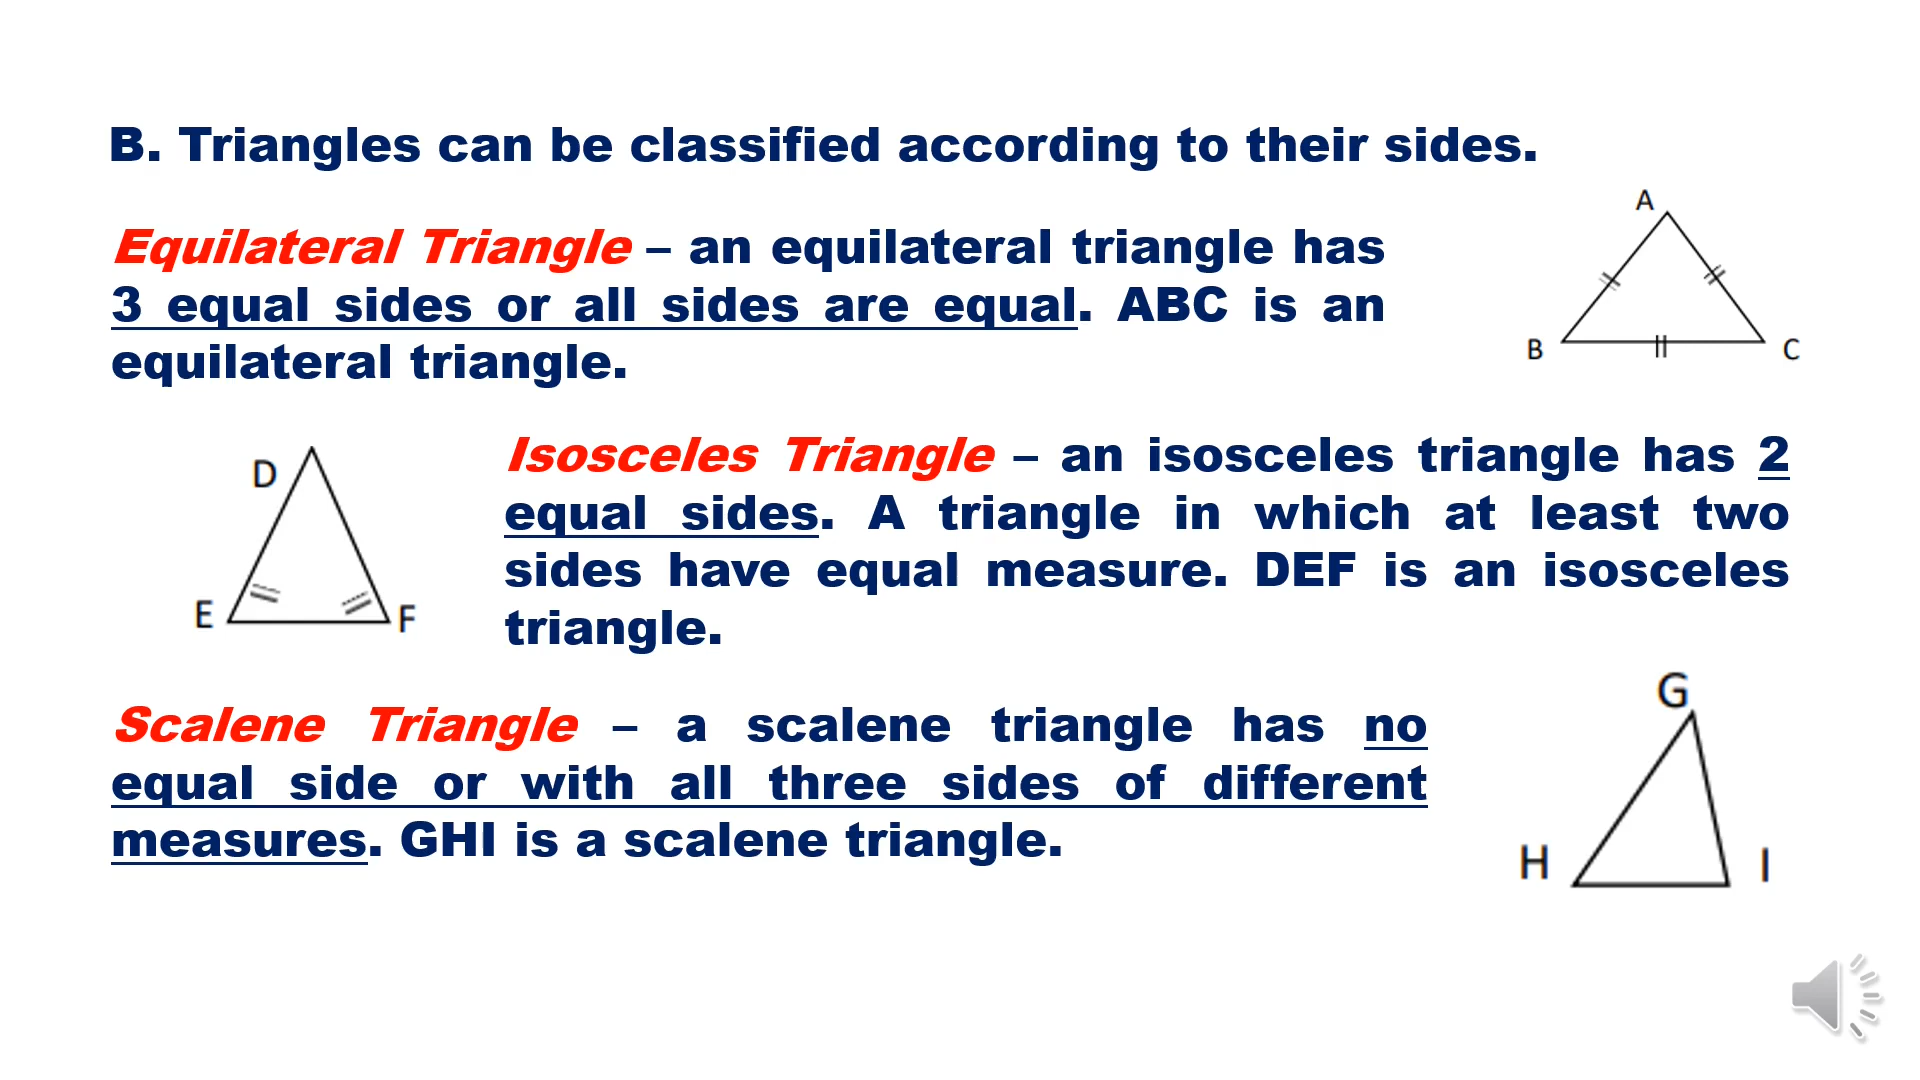 B. Triangles can be classified according to their sides.
A
Equilateral Triangle – an equilateral triangle has
3 equal sides or all sides are equal. ABC is an
equilateral triangle.
B
C
D
E
F
Isosceles Triangle – an isosceles triangle has 2
equal sides. A triangle in which at least two
sides have equal measure. DEF is an isosceles
triangle.
G
Scalene Triangle – a scalene triangle has no
equal side or with all three sides of different
measures. GHI is a scalene triangle.
H
I